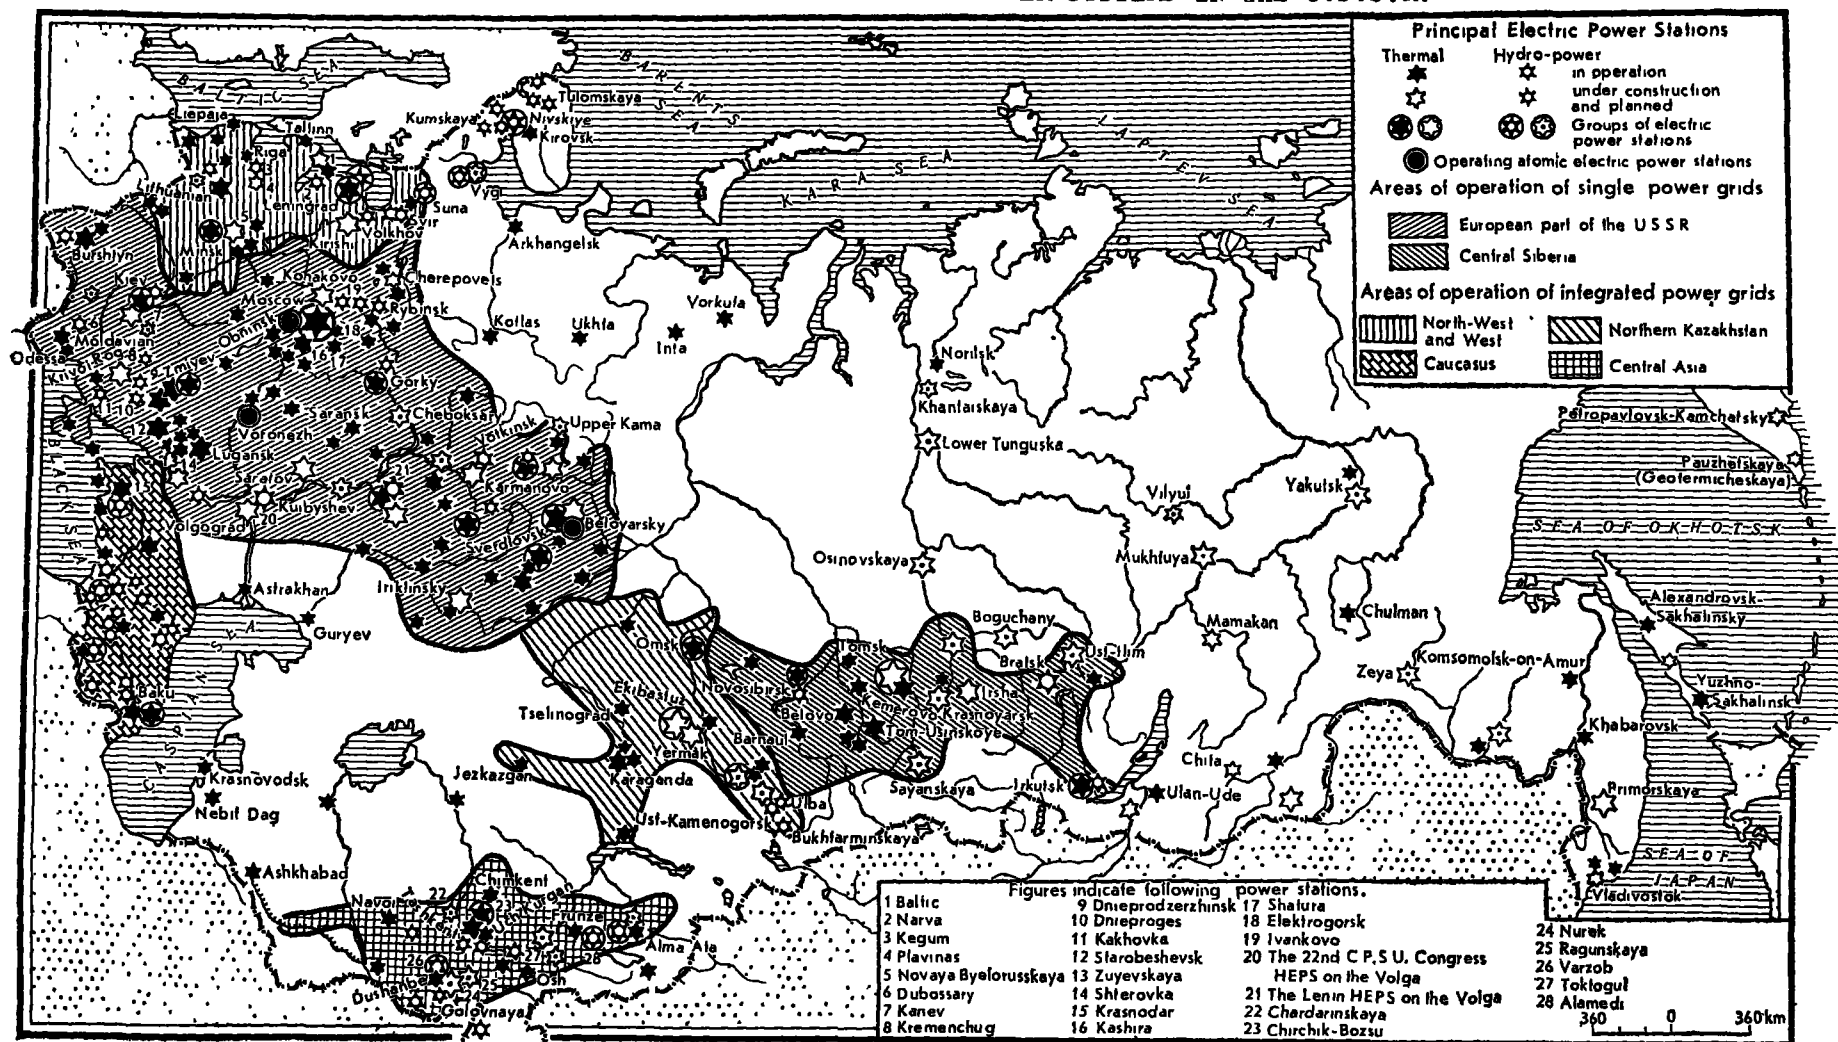 Principal Electric Power Stations
Thermal Hydro-power
in operation
under construction
and planned
Groups of electric
power stations
Operating atomic electric power stations
Areas of operation of single power grids
European part of the USSR
Central Siberia
Areas of operation of integrated power grids
North-West
and West
Northern Kazakhstan
Caucasus
Central Asia
BALTIC SEA
BARENTS
SEA
KARA SEA
LAPTEV SEA
Liepaja
Tallinn
Riga
Lithuanian
Leningrad
Kirishi
Volkhov
Svir
Suna
Vyg
Kumskaya
Tulomskaya
Nivskiye
Kirovsk
Arkhangelsk
Minsk
Burshtyn
Kiev
Konakovo
Cherepovets
Moscow
Rybinsk
Obninsk
Moldavian
Odessa
Krivoi Rog
Zmiyev
Gorky
Kotlas
Ukhta
Inta
Vorkuta
Norilsk
Khantaiskaya
Lower Tunguska
Saransk
Cheboksar
Votkinsk
Upper Kama
Voronezh
Lugansk
Saratov
Kuibyshev
Karmanovo
Volgograd
Sverdlovsk
Beloyarsky
Iriklinsky
BLACK SEA
Astrakhan
Guryev
CASPIAN SEA
Baku
Krasnovodsk
Nebit Dag
Ashkhabad
Osinovskaya
Vilyui
Yakutsk
Mukhtuya
Chulman
Mamakan
Zeya
Komsomolsk-on-Amur
Boguchany
Bratsk
Ust-Ilim
Omsk
Tomsk
Novosibirsk
Kemerovo
Krasnoyarsk
Irsha
Belovo
Tom-Usinskoye
Barnaul
Ekibastuz
Tselinograd
Yermak
Karaganda
Jezkazgan
Ulba
Ust-Kamenogorsk
Bukhtarminskaya
Sayanskaya
Irkutsk
Chita
Ulan-Ude
Petropavlovsk-Kamchatsky
Pauzhetskaya
(Geotermicheskaya)
SEA OF OKHOTSK
Alexandrovsk-
Sakhalinsky
Yuzhno-
Sakhalinsk
Khabarovsk
Primorskaya
SEA OF
JAPAN
Vladivostok
Chimkent
Uchkurgan
Frunze
Alma Ata
Osh
Dushanbe
Golovnaya
Figures indicate following power stations.
1 Baltic
2 Narva
3 Kegum
4 Plavinas
5 Novaya Byelorusskaya
6 Dubossary
7 Kanev
8 Kremenchug
9 Dnieprodzerzhinsk
10 Dnieproges
11 Kakhovka
12 Starobeshevsk
13 Zuyevskaya
14 Shterovka
15 Krasnodar
16 Kashira
17 Shatura
18 Elektrogorsk
19 Ivankovo
20 The 22nd C P.S U. Congress
HEPS on the Volga
21 The Lenin HEPS on the Volga
22 Chardarinskaya
23 Chirchik-Bozsu
24 Nurek
25 Ragunskaya
26 Varzob
27 Toktogul
28 Alamedi
360 0 360 km